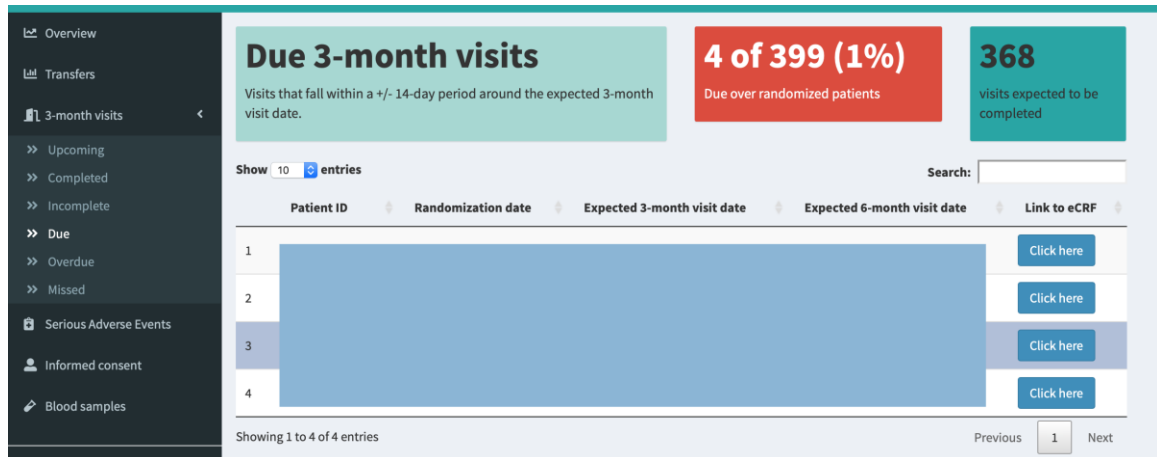 Overview
Transfers
3-month visits
Upcoming
Completed
Incomplete
Due
Overdue
Missed
Serious Adverse Events
Informed consent
Blood samples
Due 3-month visits
Visits that fall within a +/- 14-day period around the expected 3-month
visit date.
4 of 399 (1%)
Due over randomized patients
368
visits expected to be
completed
Show 10 entries
Search:
Patient ID Randomization date Expected 3-month visit date Expected 6-month visit date Link to eCRF
1 Click here
2 Click here
3 Click here
4 Click here
Showing 1 to 4 of 4 entries
Previous 1 Next